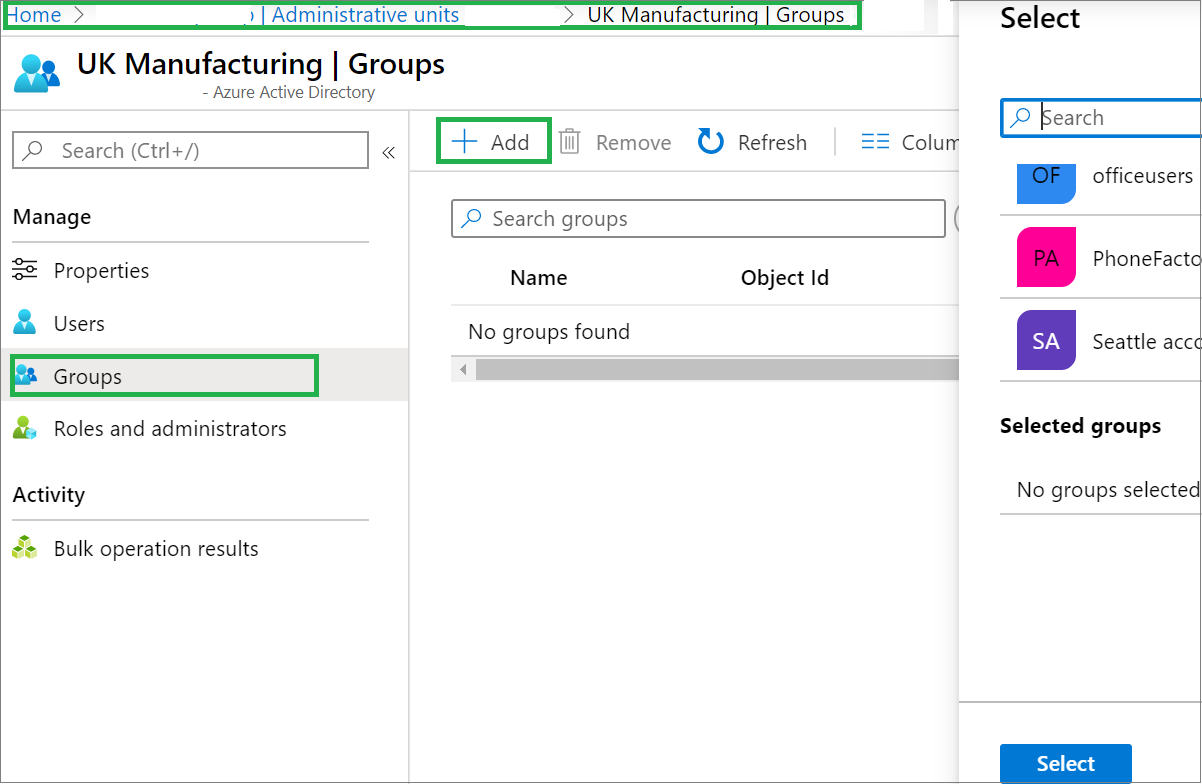 Home > | Administrative units > UK Manufacturing | Groups
UK Manufacturing | Groups
- Azure Active Directory
Search (Ctrl+/)
«
Manage
Properties
Users
Groups
Roles and administrators
Activity
Bulk operation results
+ Add
Remove
Refresh
Colum
Search groups
Name Object Id
No groups found
Select
Search
OF officeusers
PA PhoneFacto
SA Seattle acco
Selected groups
No groups selected
Select